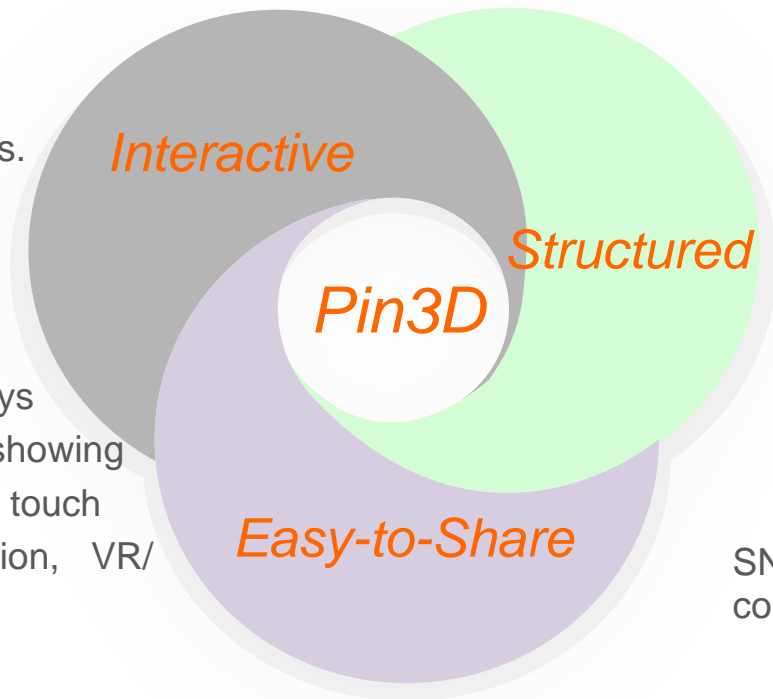 s.
Interactive
Structured
Pin3D
ys
showing
touch
ion, VR/
Easy-to-Share
SN
co